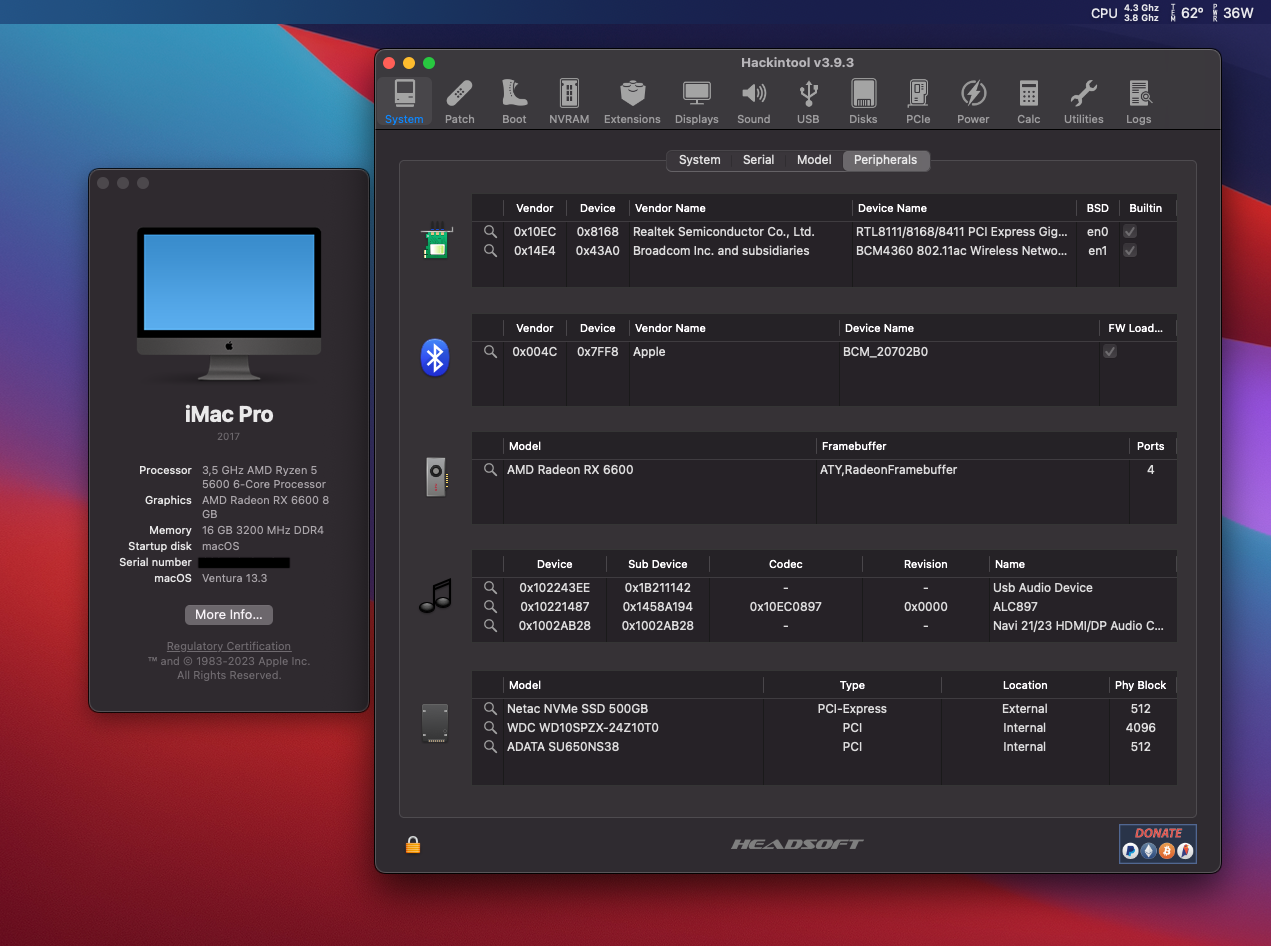 CPU 4.3 Ghz 3.8 Ghz TEM 62° PWR 36W
Hackintool v3.9.3
System Patch Boot NVRAM Extensions Displays Sound USB Disks PCIe Power Calc Utilities Logs
System Serial Model Peripherals
Vendor Device Vendor Name Device Name BSD Builtin
0x10EC 0x8168 Realtek Semiconductor Co., Ltd. RTL8111/8168/8411 PCI Express Gig... en0
0x14E4 0x43A0 Broadcom Inc. and subsidiaries BCM4360 802.11ac Wireless Netwo... en1
Vendor Device Vendor Name Device Name FW Load...
0x004C 0x7FF8 Apple BCM_20702B0
Model Framebuffer Ports
AMD Radeon RX 6600 ATY,RadeonFramebuffer 4
Device Sub Device Codec Revision Name
0x102243EE 0x1B211142 - - Usb Audio Device
0x10221487 0x1458A194 0x10EC0897 0x0000 ALC897
0x1002AB28 0x1002AB28 - - Navi 21/23 HDMI/DP Audio C...
Model Type Location Phy Block
Netac NVMe SSD 500GB PCI-Express External 512
WDC WD10SPZX-24Z10T0 PCI Internal 4096
ADATA SU650NS38 PCI Internal 512
HEADSOFT
DONATE
iMac Pro
2017
Processor 3,5 GHz AMD Ryzen 5
5600 6-Core Processor
Graphics AMD Radeon RX 6600 8
GB
Memory 16 GB 3200 MHz DDR4
Startup disk macOS
Serial number
macOS Ventura 13.3
More Info...
Regulatory Certification
™ and © 1983-2023 Apple Inc.
All Rights Reserved.